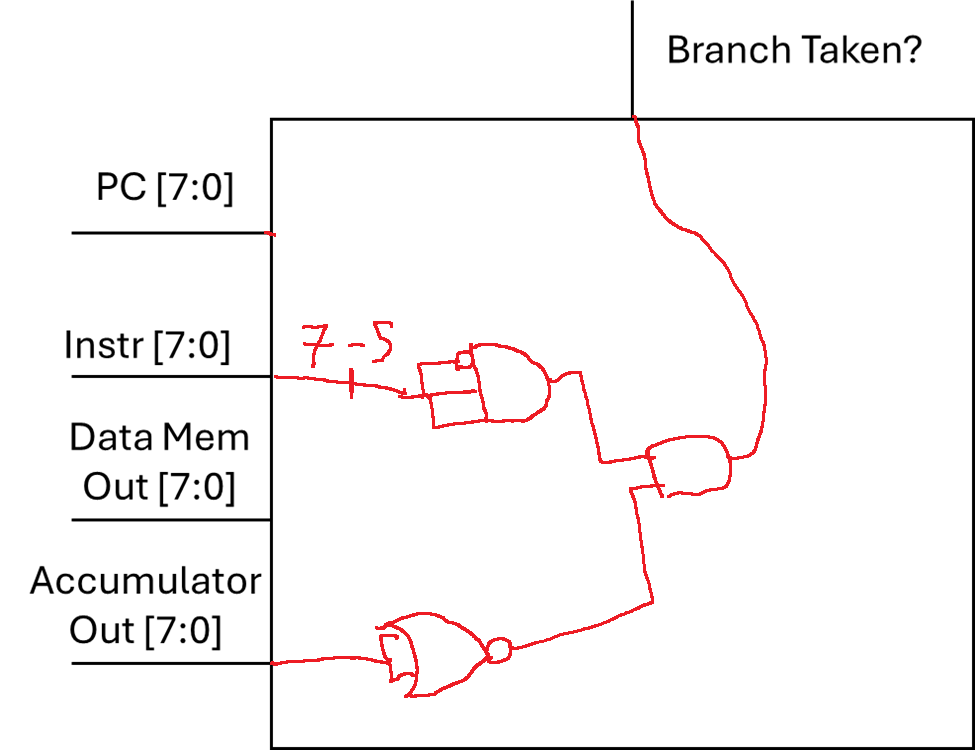 Branch Taken?
PC [7:0]
Instr [7:0]
7-5
Data Mem
Out [7:0]
Accumulator
Out [7:0]